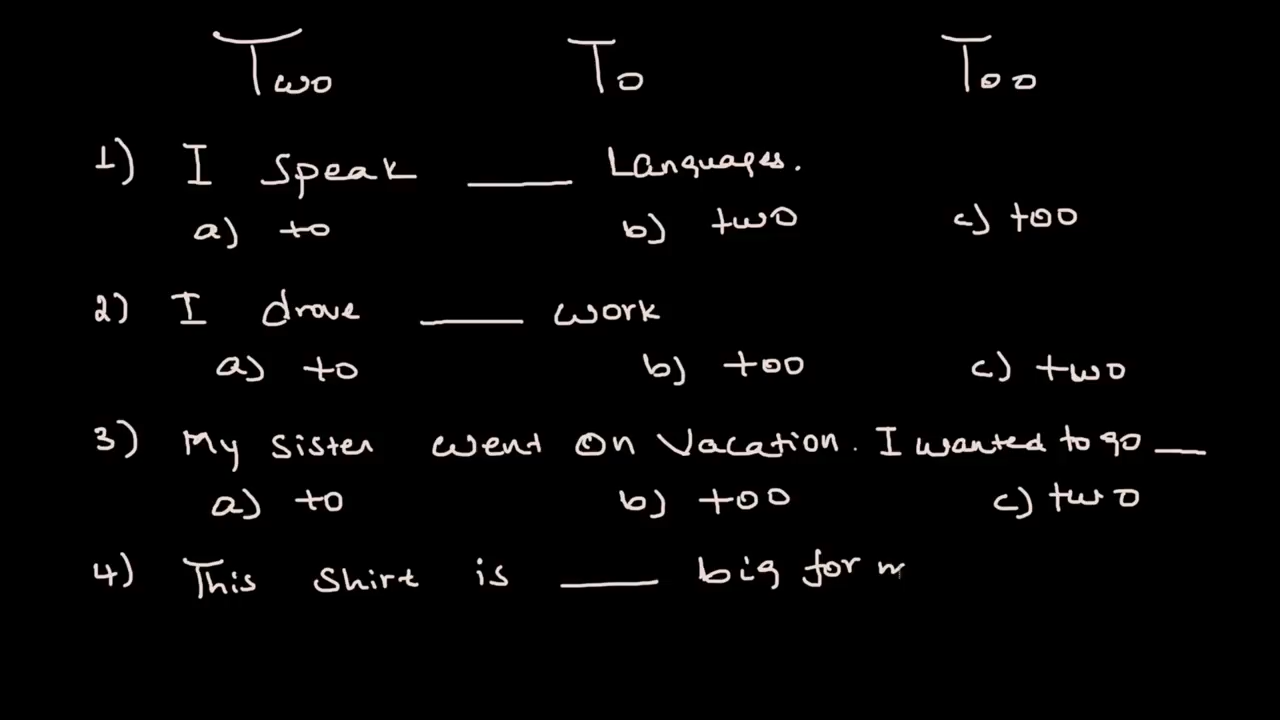 Two To Too
1) I Speak ____ Languages.
a) to b) two c) too
2) I drove ____ work
a) to b) too c) two
3) My sister went on vacation. I wanted to go __
a) to b) too c) two
4) This shirt is ____ big for m